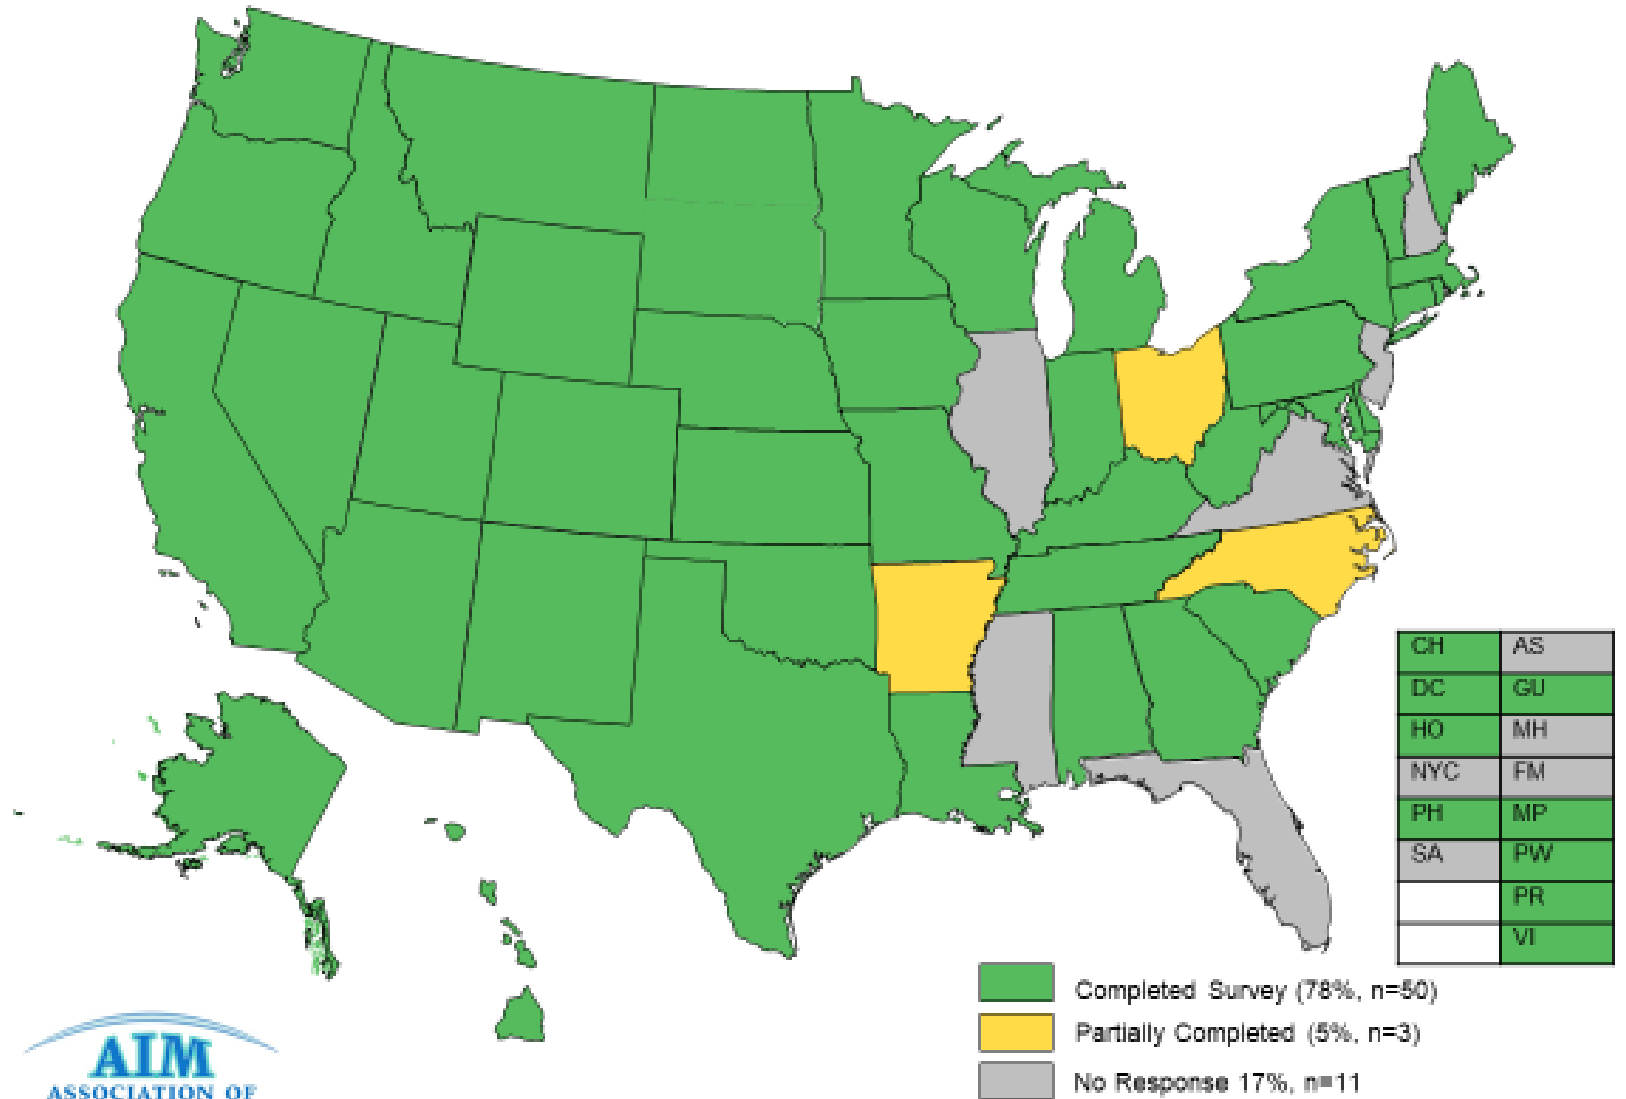 CH AS
DC GU
HO MH
NYC FM
PH MP
SA PW
PR
VI
Completed Survey (78%, n=50)
Partially Completed (5%, n=3)
No Response 17%, n=11
AIM
ASSOCIATION OF